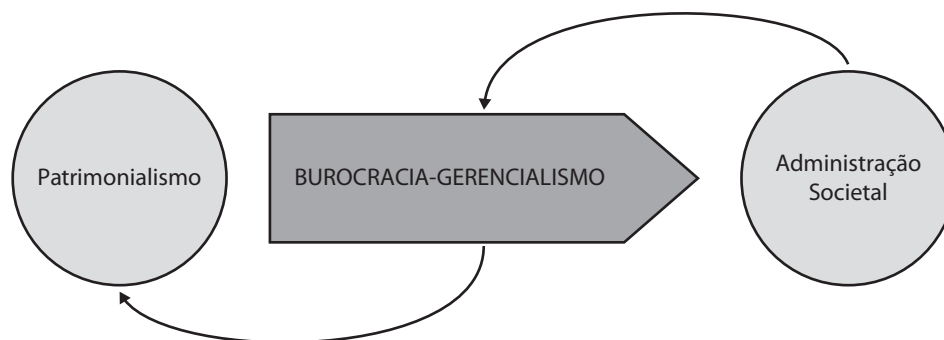 Patrimonialismo
BUROCRACIA-GERENCIALISMO
Administração
Societal